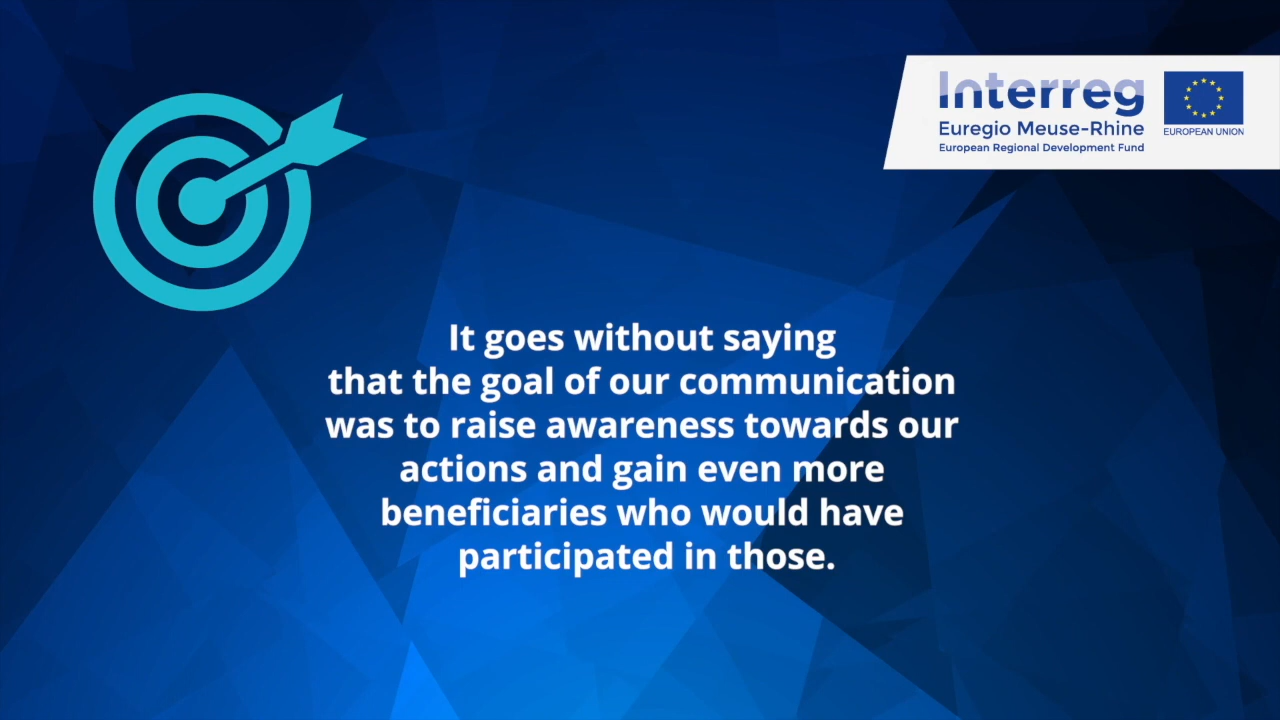 Interreg
Euregio Meuse-Rhine
European Regional Development Fund
EUROPEAN UNION
It goes without saying
that the goal of our communication
was to raise awareness towards our
actions and gain even more
beneficiaries who would have
participated in those.